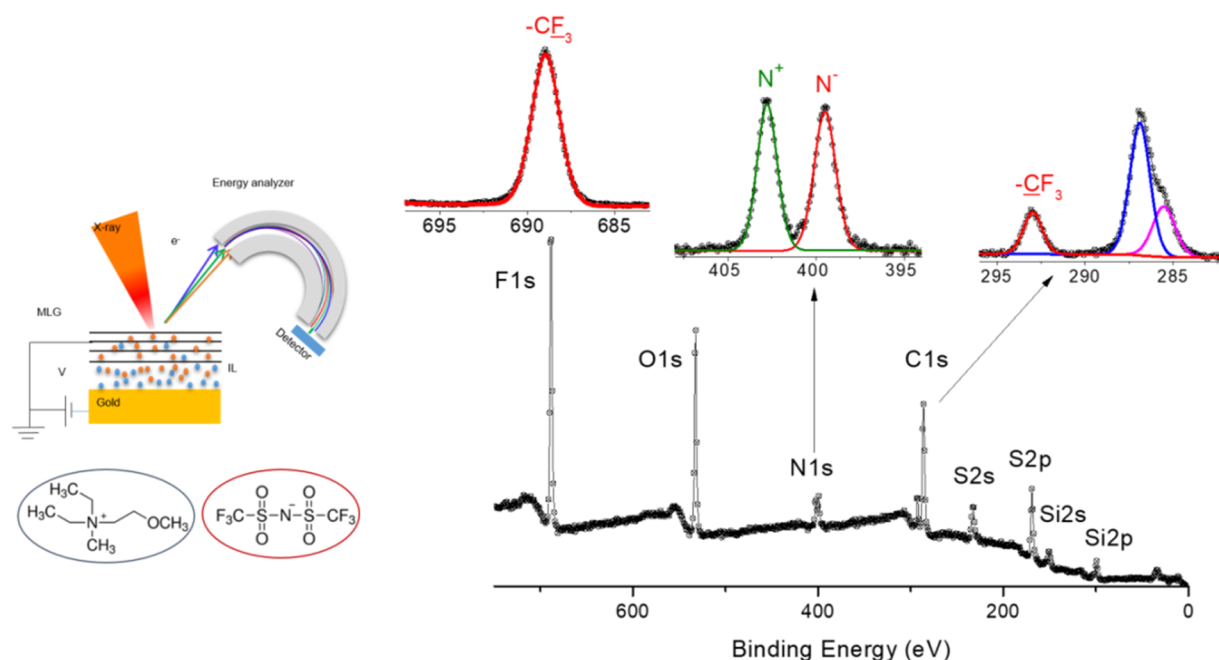 -CF₃
N⁺
N⁻
-CF₃
695
690
685
405
400
395
295
290
285
Energy analyzer
X-ray
e⁻
Detector
MLG
V
IL
Gold
F1s
O1s
N1s
C1s
S2s
S2p
Si2s
Si2p
H₃C
H₃C
N⁺
CH₃
OCH₃
O O
F₃C-S-N⁻-S-CF₃
O O
600
400
200
0
Binding Energy (eV)